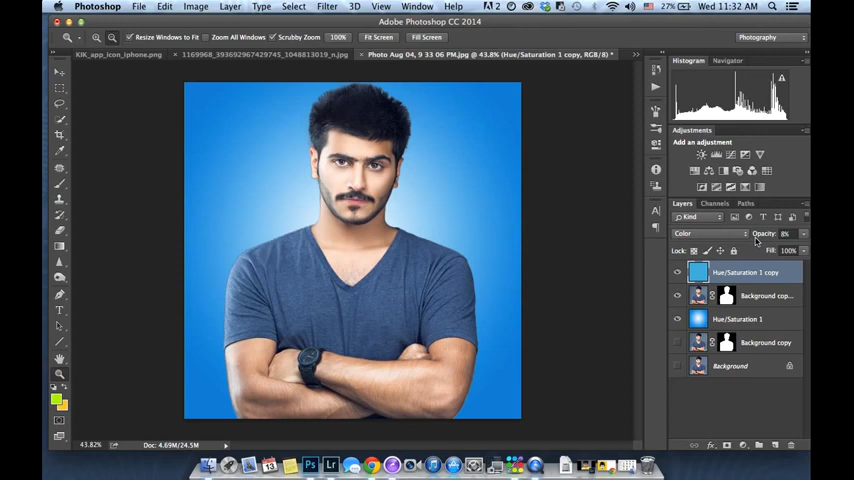 Photoshop File Edit Image Layer Type Select Filter 3D View Window Help 27% Wed 11:32 AM
Adobe Photoshop CC 2014
Resize Windows to Fit Zoom All Windows Scrubby Zoom 100% Fit Screen Fill Screen Photography
KIK_app_icon_iphone.png × 1169968_393692967429745_1048813019_n.jpg × Photo Aug 04, 9 33 06 PM.jpg @ 43.8% (Hue/Saturation 1 copy, RGB/8) *
Histogram Navigator
Adjustments
Add an adjustment
Layers Channels Paths
Kind
Color Opacity: 8%
Lock: Fill: 100%
Hue/Saturation 1 copy
Background cop...
Hue/Saturation 1
Background copy
Background
43.82% Doc: 4.69M/24.5M